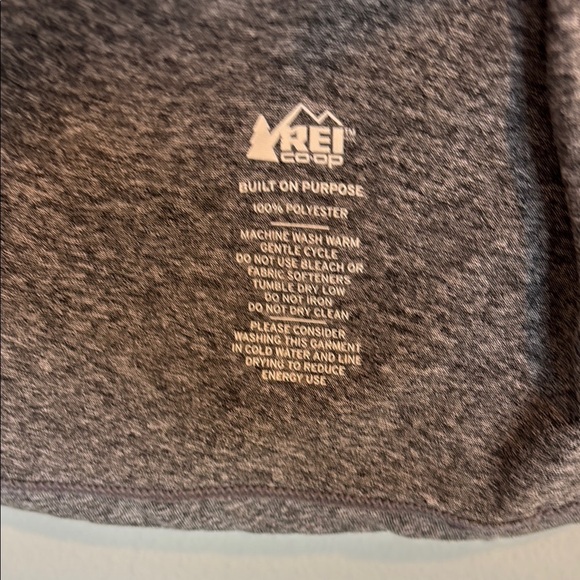 REI™
CO·OP
BUILT ON PURPOSE
100% POLYESTER
MACHINE WASH WARM
GENTLE CYCLE
DO NOT USE BLEACH OR
FABRIC SOFTENERS
TUMBLE DRY LOW
DO NOT IRON
DO NOT DRY CLEAN
PLEASE CONSIDER
WASHING THIS GARMENT
IN COLD WATER AND LINE
DRYING TO REDUCE
ENERGY USE